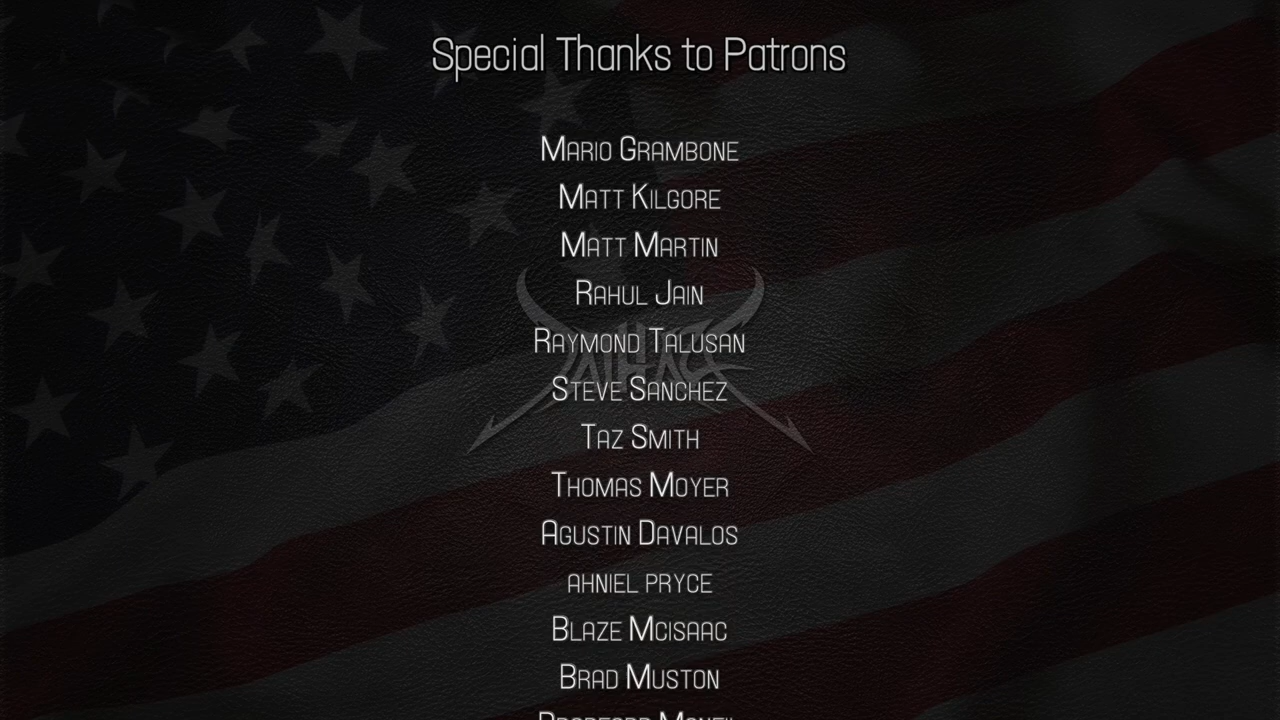 Special Thanks to Patrons
Mario Grambone
Matt Kilgore
Matt Martin
Rahul Jain
Raymond Talusan
Steve Sanchez
Taz Smith
Thomas Moyer
Agustin Davalos
ahniel pryce
Blaze Mcisaac
Brad Muston